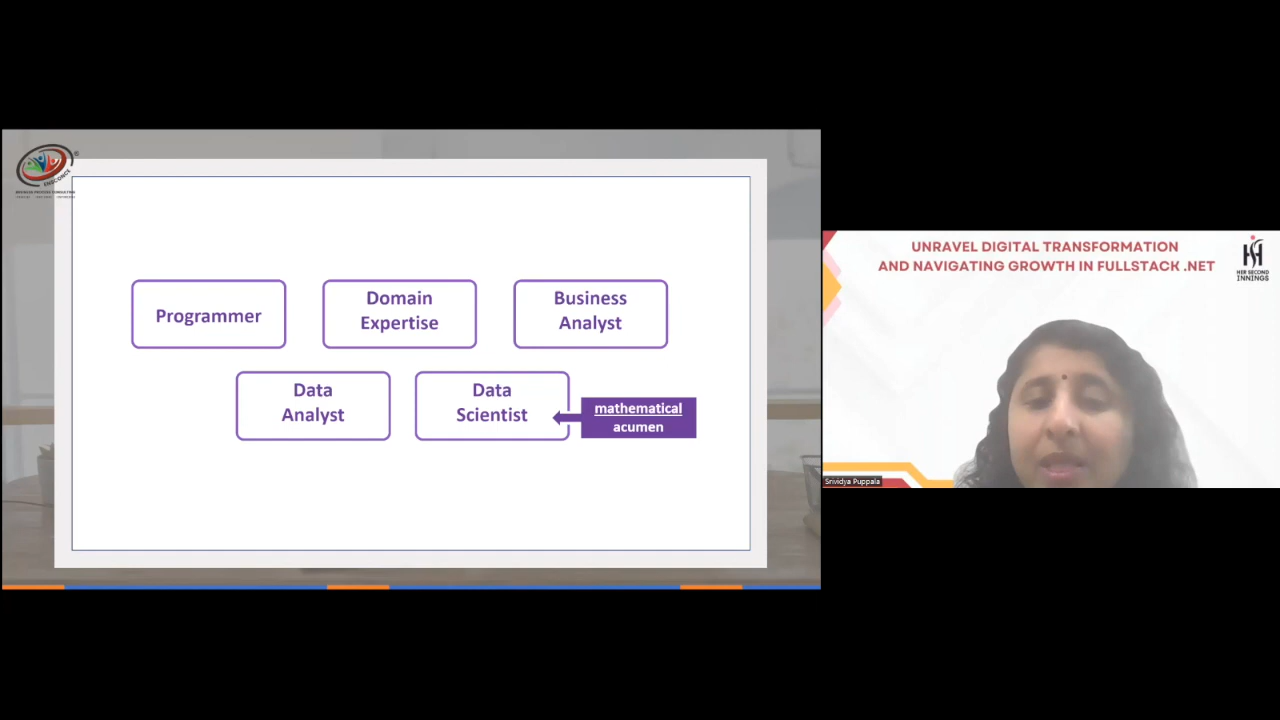 ENSCONCE
Programmer
Domain
Expertise
Business
Analyst
Data
Analyst
Data
Scientist
mathematical
acumen
UNRAVEL DIGITAL TRANSFORMATION
AND NAVIGATING GROWTH IN FULLSTACK .NET
HER SECOND
INNINGS
Srividya Puppala